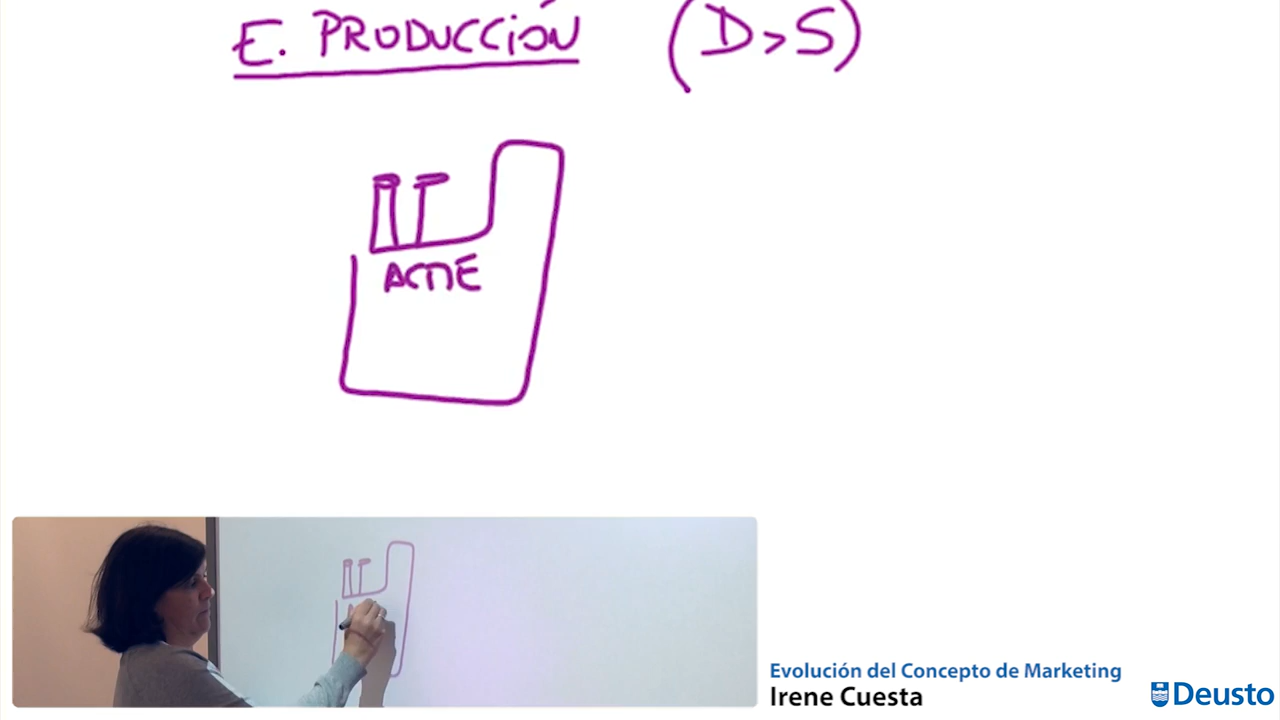 E. PRODUCCIÓN (D>S)
ACME
Evolución del Concepto de Marketing
Irene Cuesta
Deusto